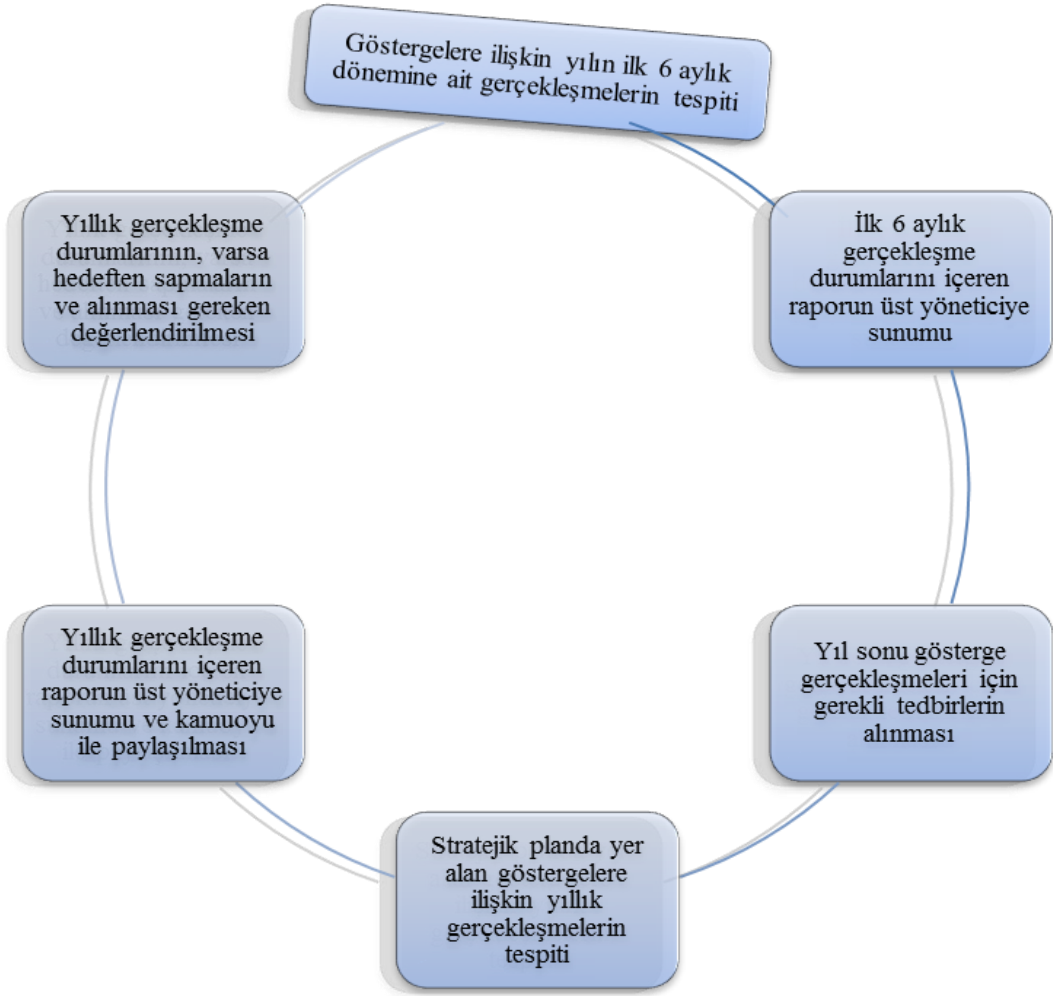 Göstergelere ilişkin yılın ilk 6 aylık
dönemine ait gerçekleşmelerin tespiti
İlk 6 aylık
gerçekleşme
durumlarını içeren
raporun üst yöneticiye
sunumu
Yıl sonu gösterge
gerçekleşmeleri için
gerekli tedbirlerin
alınması
Stratejik planda yer
alan göstergelere
ilişkin yıllık
gerçekleşmelerin
tespiti
Yıllık gerçekleşme
durumlarını içeren
raporun üst yöneticiye
sunumu ve kamuoyu
ile paylaşılması
Yıllık gerçekleşme
durumlarının, varsa
hedeften sapmaların
ve alınması gereken
değerlendirilmesi